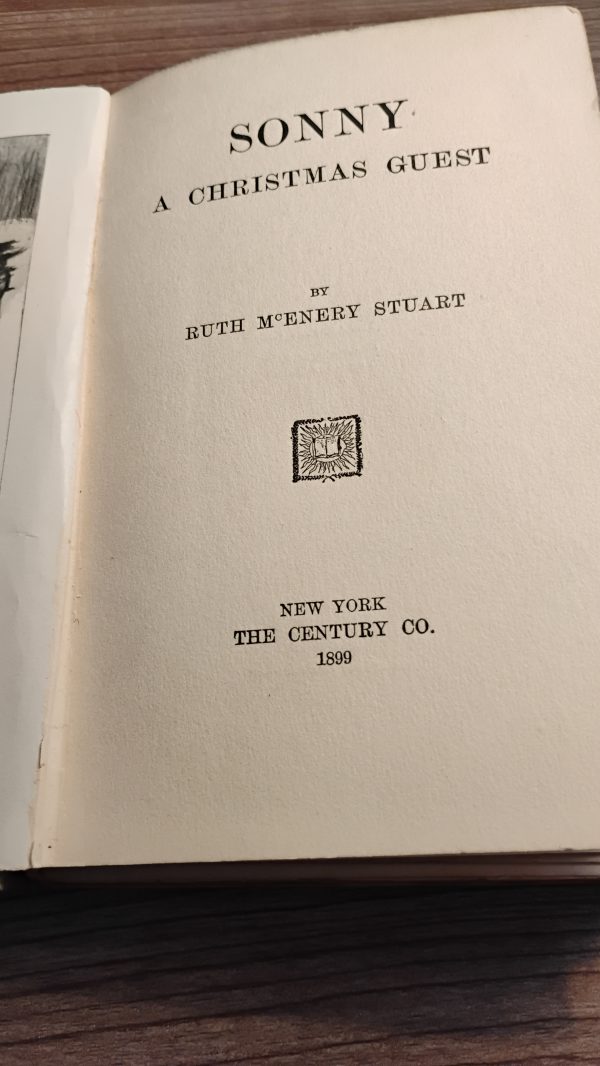 SONNY
A CHRISTMAS GUEST
BY
RUTH McENERY STUART
NEW YORK
THE CENTURY CO.
1899